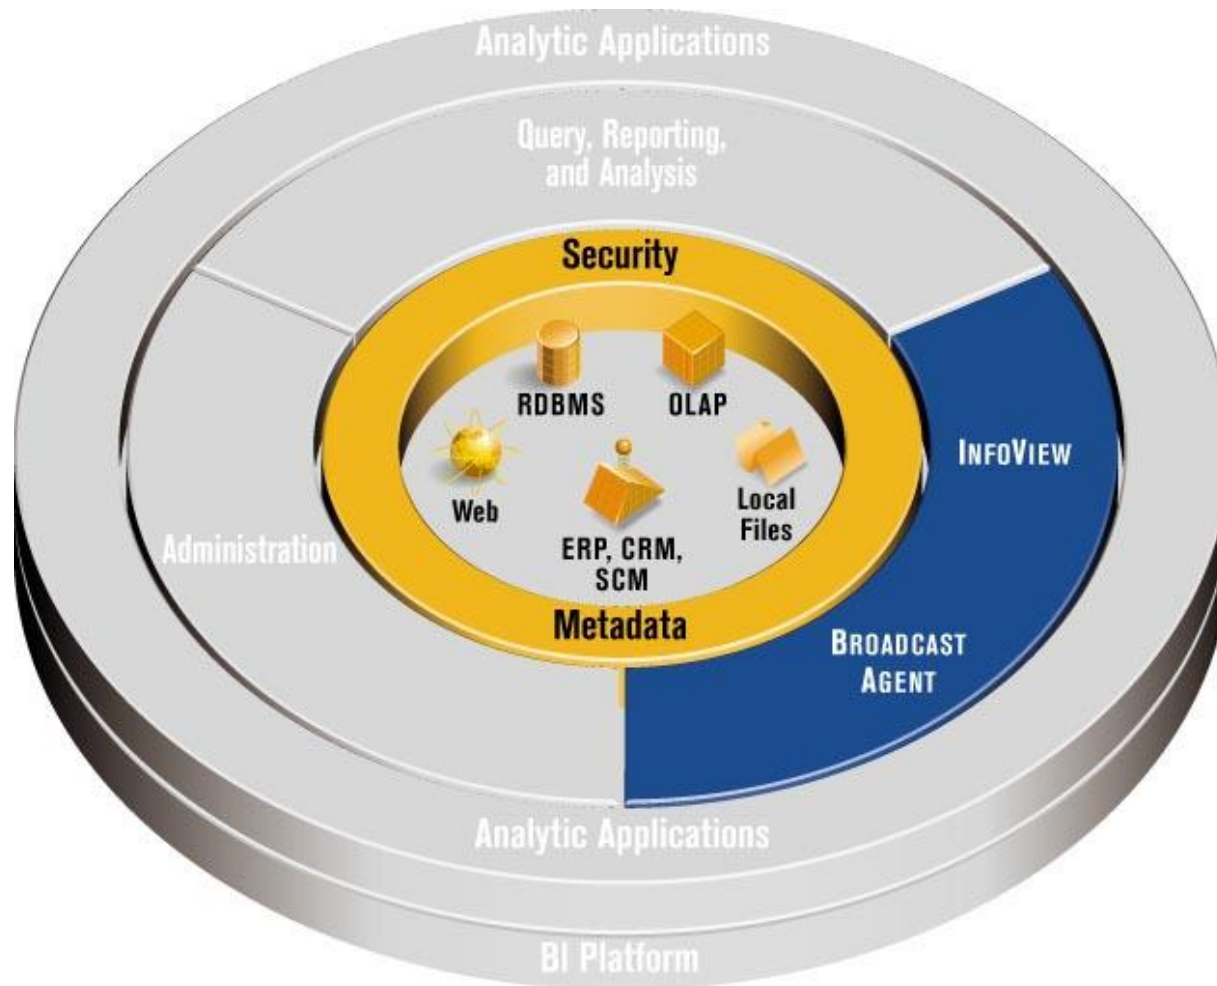 Analytic Applications
Query, Reporting,
and Analysis
Security
RDBMS
OLAP
INFOVIEW
Web
Local
Files
Administration
ERP, CRM,
SCM
Metadata
BROADCAST
AGENT
Analytic Applications
BI Platform